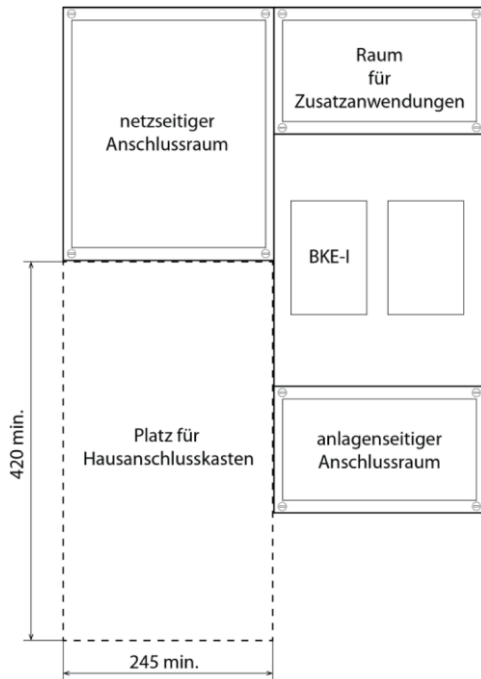 netzseitiger
Anschlussraum
Raum
für
Zusatzanwendungen
BKE-I
Platz für
Hausanschlusskasten
anlagenseitiger
Anschlussraum
420 min.
245 min.